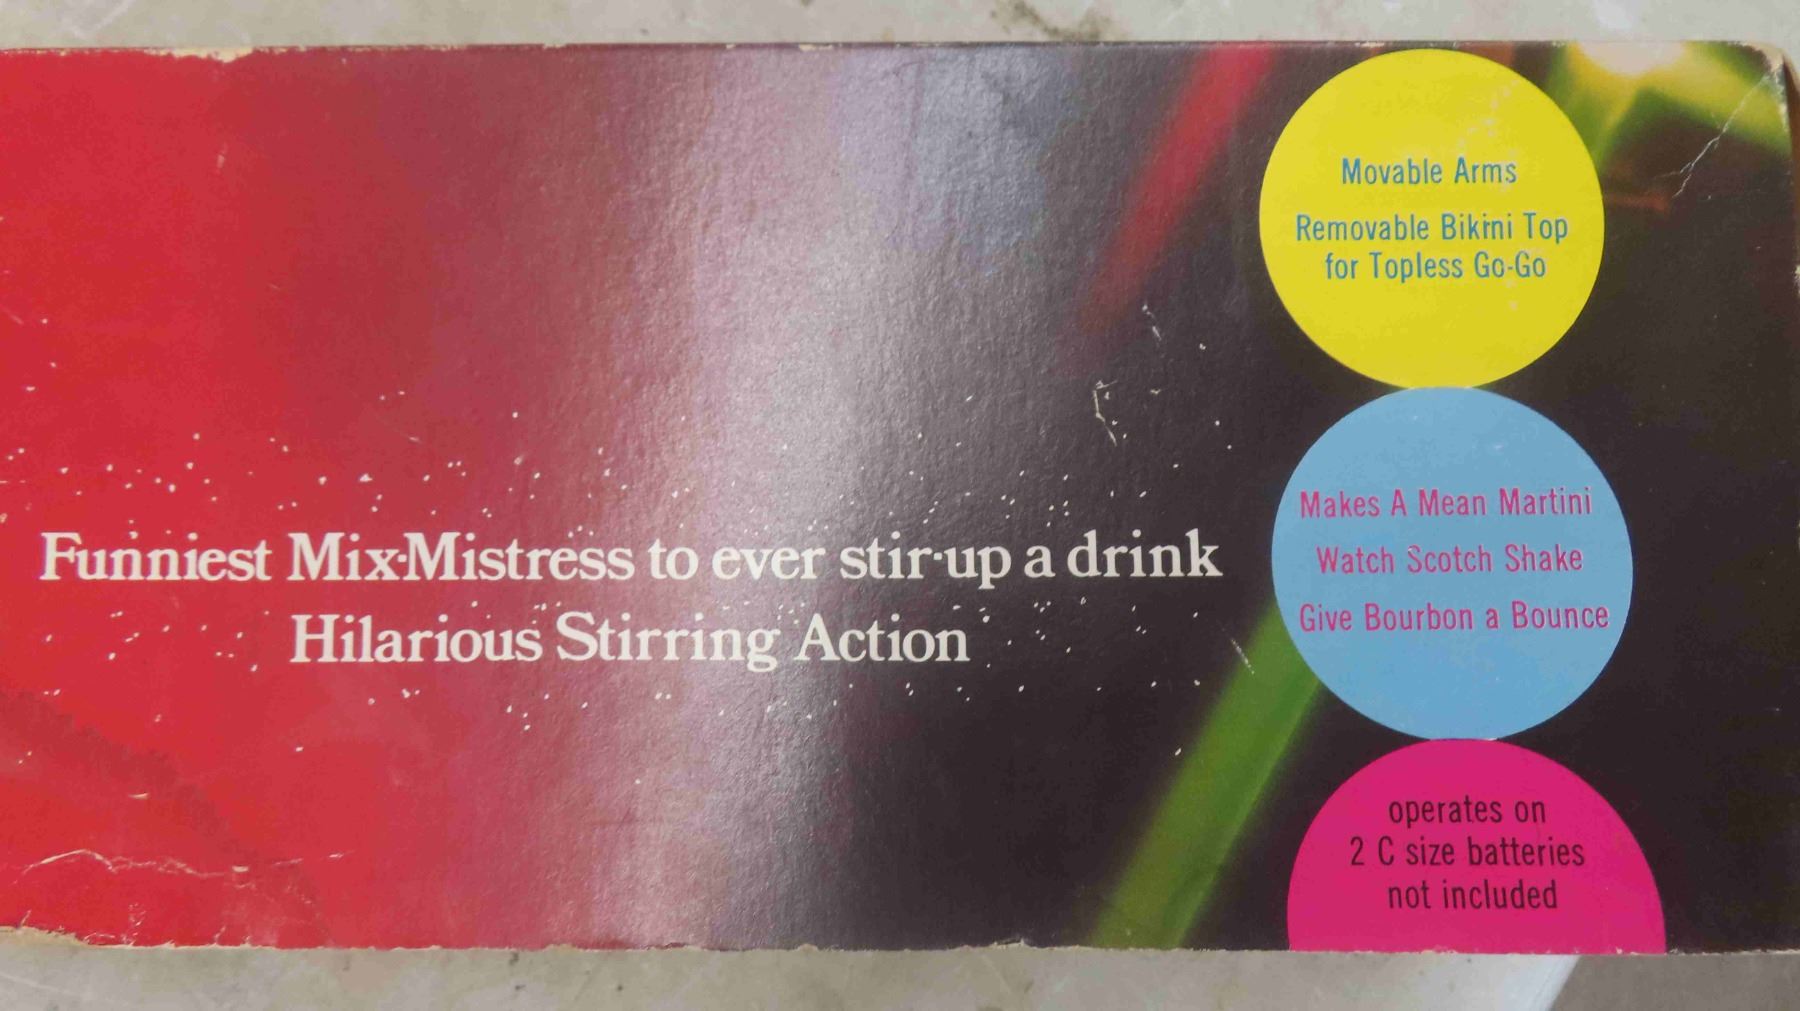 Movable Arms
Removable Bikini Top
for Topless Go-Go
Funniest Mix-Mistress to ever stir-up a drink
Hilarious Stirring Action
Makes A Mean Martini
Watch Scotch Shake
Give Bourbon a Bounce
operates on
2 C size batteries
not included